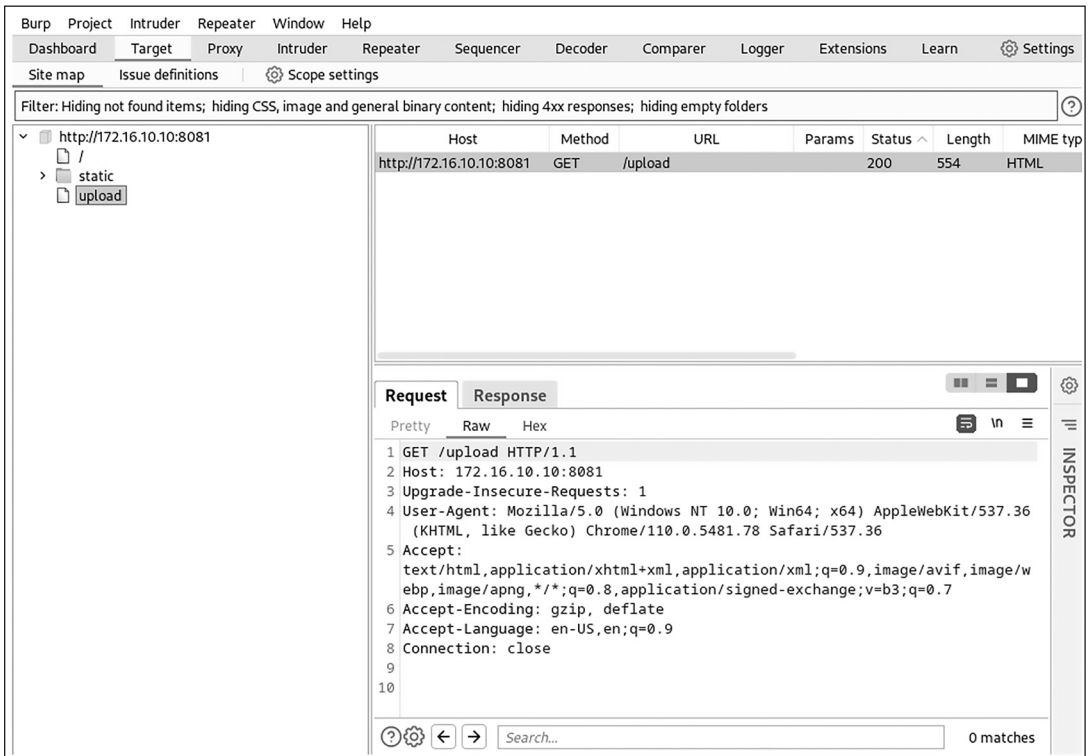 Burp Project Intruder Repeater Window Help
Dashboard Target Proxy Intruder Repeater Sequencer Decoder Comparer Logger Extensions Learn Settings
Site map Issue definitions Scope settings
Filter: Hiding not found items; hiding CSS, image and general binary content; hiding 4xx responses; hiding empty folders
http://172.16.10.10:8081
/
static
upload
Host Method URL Params Status Length MIME typ
http://172.16.10.10:8081 GET /upload 200 554 HTML
Request Response
Pretty Raw Hex
\n
1 GET /upload HTTP/1.1
2 Host: 172.16.10.10:8081
3 Upgrade-Insecure-Requests: 1
4 User-Agent: Mozilla/5.0 (Windows NT 10.0; Win64; x64) AppleWebKit/537.36
(KHTML, like Gecko) Chrome/110.0.5481.78 Safari/537.36
5 Accept:
text/html,application/xhtml+xml,application/xml;q=0.9,image/avif,image/w
ebp,image/apng,*/*;q=0.8,application/signed-exchange;v=b3;q=0.7
6 Accept-Encoding: gzip, deflate
7 Accept-Language: en-US,en;q=0.9
8 Connection: close
9
10
Search...
0 matches
INSPECTOR